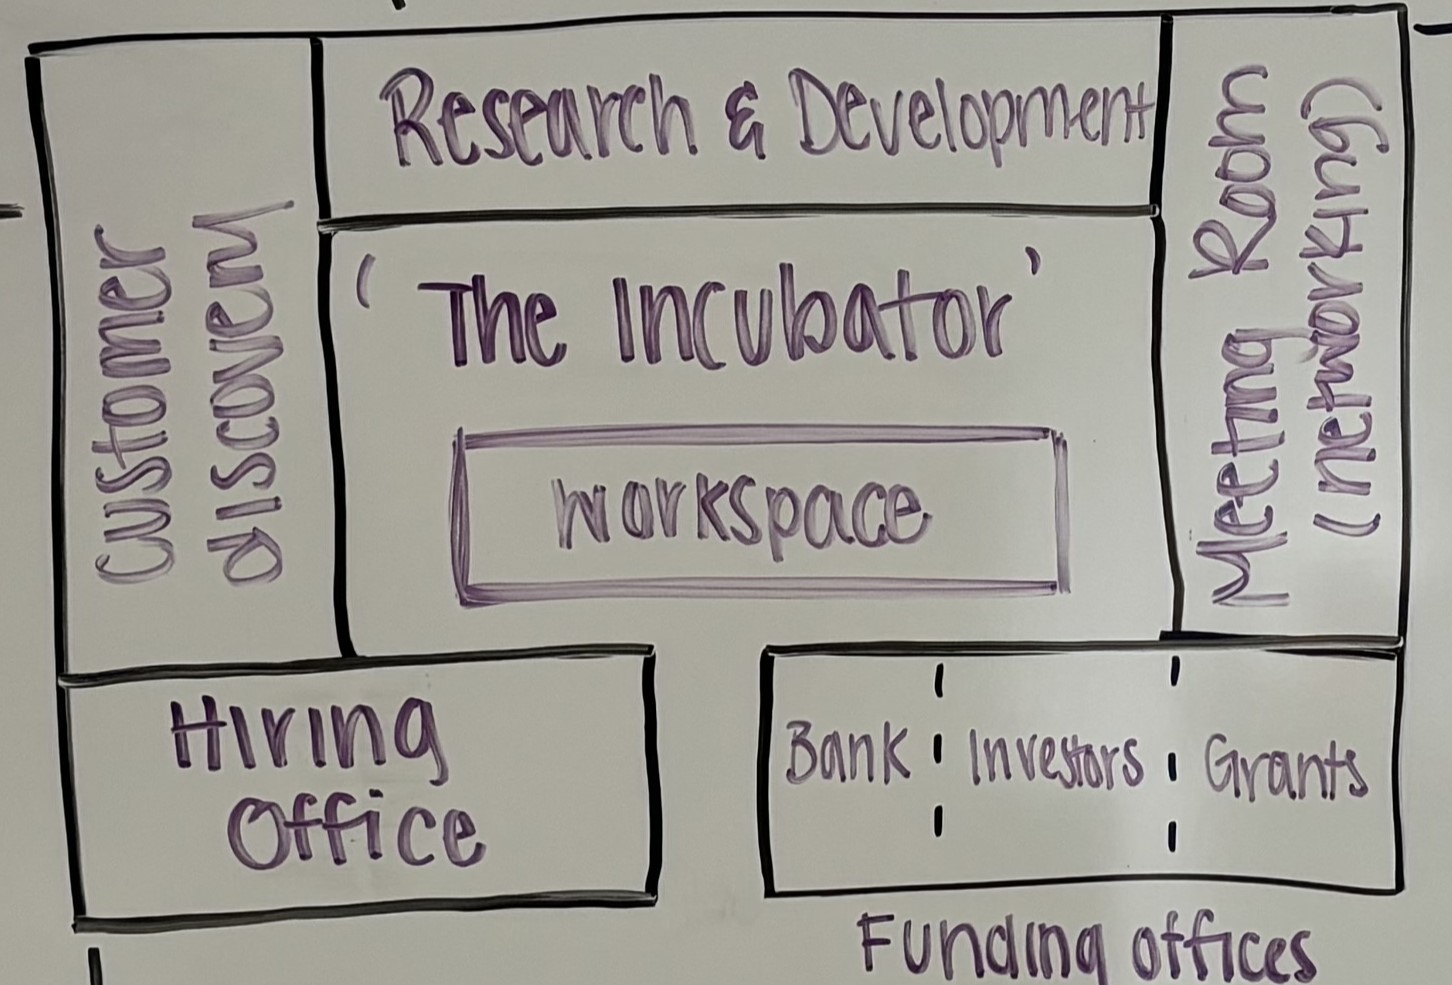 Research & Development
Customer
discovery
'The Incubator'
workspace
Meeting Room
(networking)
Hiring
Office
Bank
Investors
Grants
Funding offices